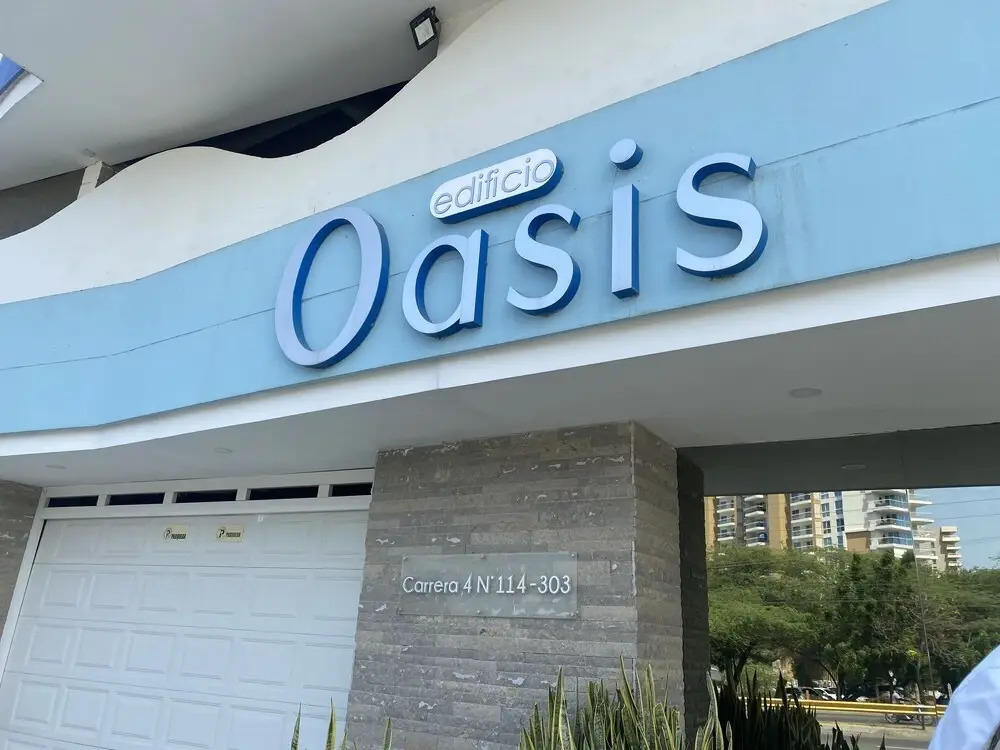 edificio
Oasis
Carrera 4 N° 114-303